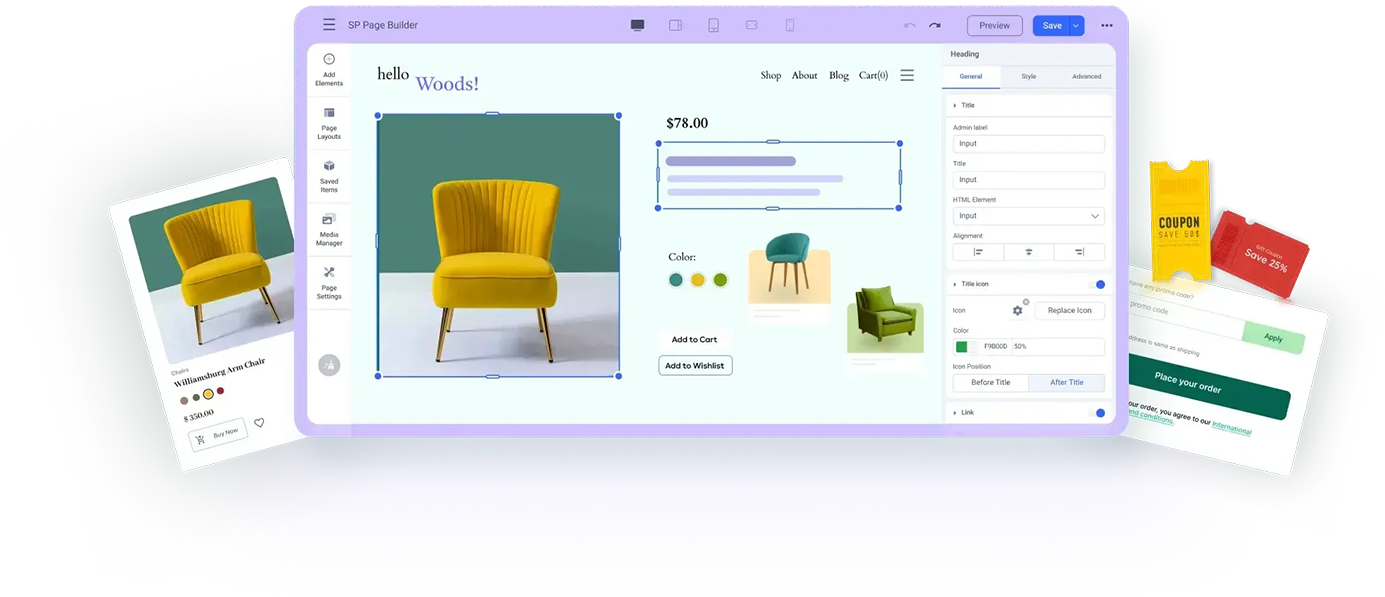 SP Page Builder
Preview
Save
Add
Elements
Page
Layouts
Saved
Items
Media
Manager
Page
Settings
hello
Woods!
Shop About Blog Cart(0)
$78.00
Color:
Add to Cart
Add to Wishlist
Heading
General Style Advanced
Title
Admin label
Input
Title
Input
HTML Element
Input
Alignment
Title icon
Icon
Replace Icon
Color
F9B00D 50%
Icon Position
Before Title After Title
Link
Chairs
Williamsburg Arm Chair
$ 350.00
Buy Now
COUPON
SAVE 50$
Gift Coupon
Save 25%
have any promo code?
promo code
Apply
address is same as shipping
Place your order
our order, you agree to our International
and conditions.